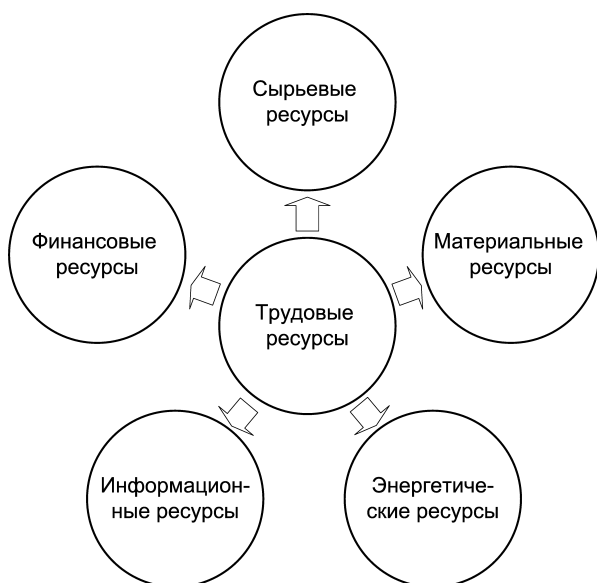 Сырьевые
ресурсы
Финансовые
ресурсы
Материальные
ресурсы
Трудовые
ресурсы
Информацион-
ные ресурсы
Энергетиче-
ские ресурсы